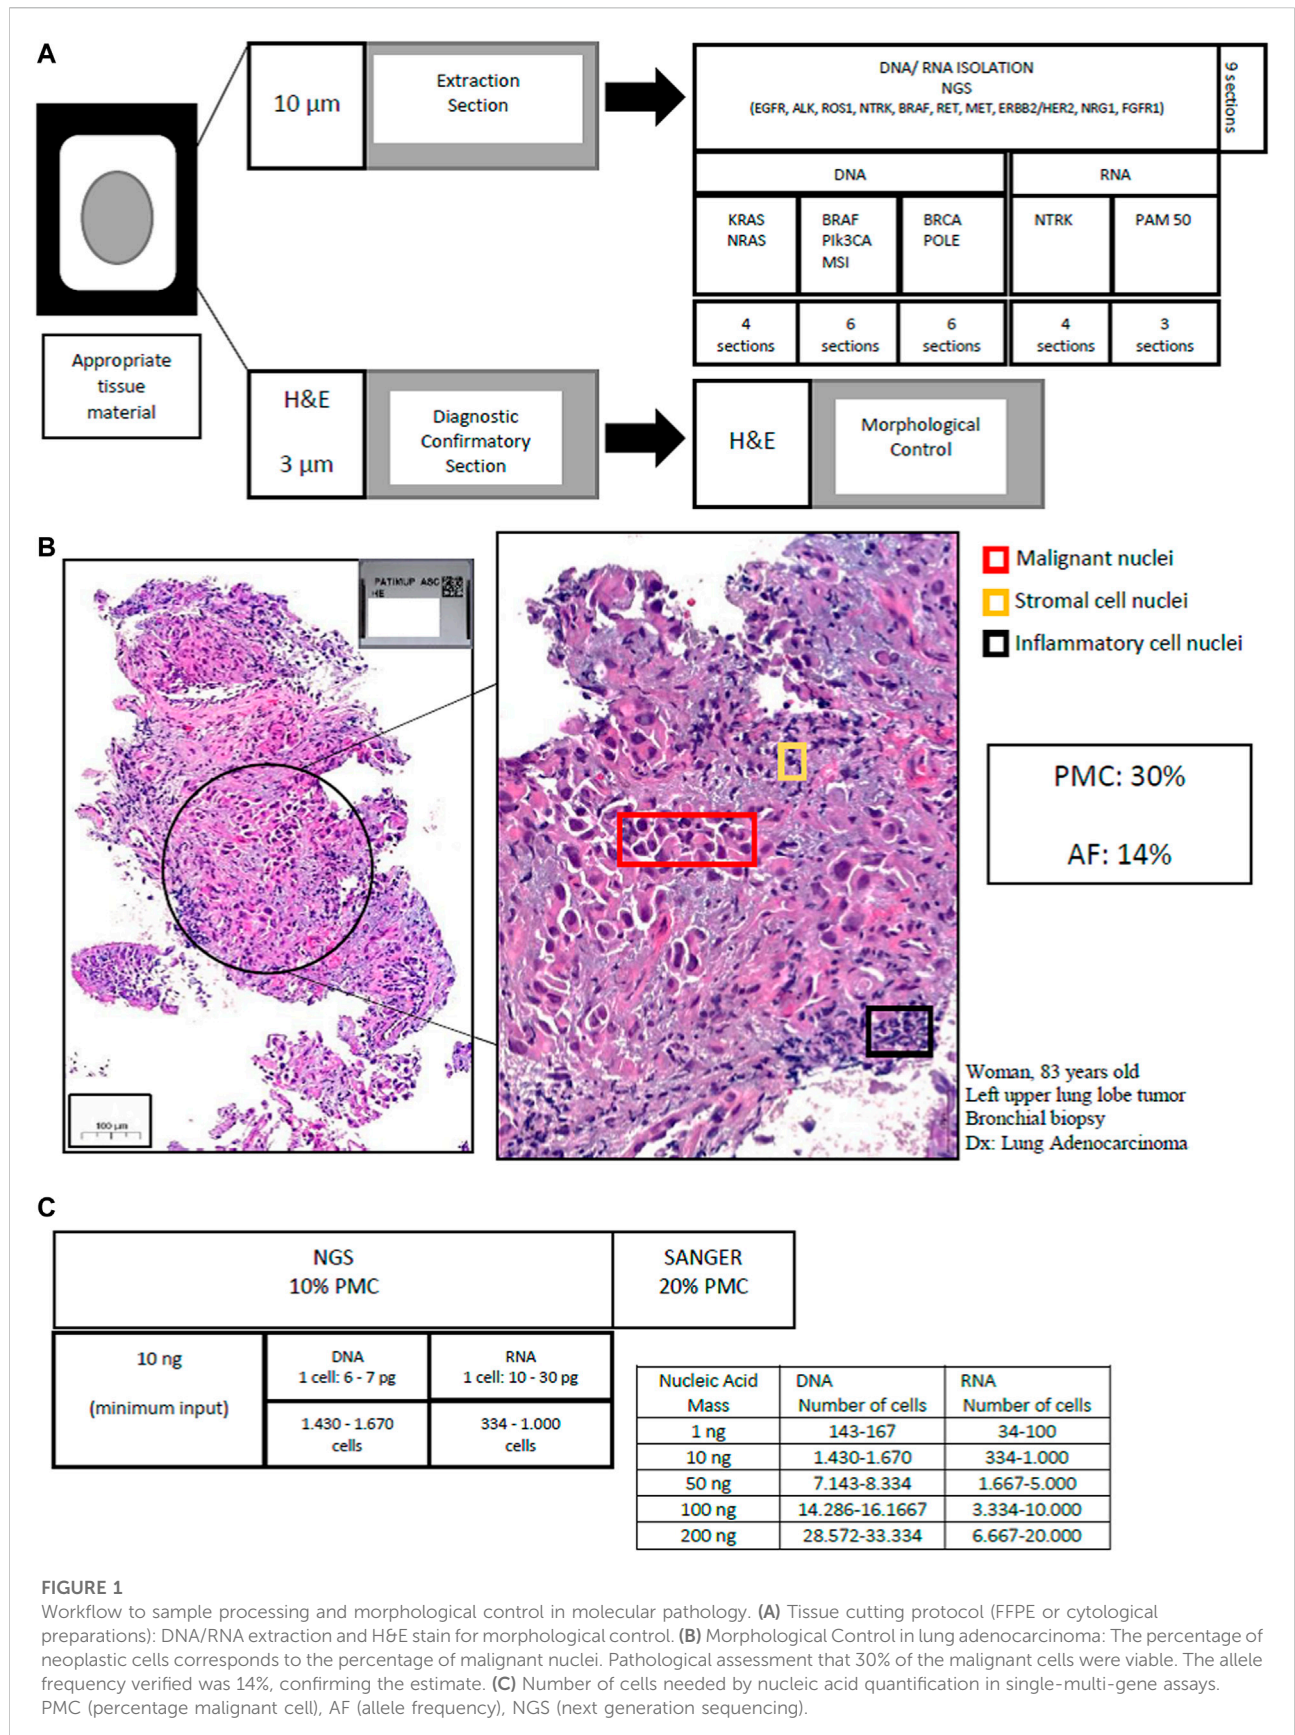 A
10 µm
Extraction
Section
DNA/ RNA ISOLATION
NGS
(EGFR, ALK, ROS1, NTRK, BRAF, RET, MET, ERBB2/HER2, NRG1, FGFR1)
9 sections
DNA
RNA
KRAS
NRAS
BRAF
PIk3CA
MSI
BRCA
POLE
NTRK
PAM 50
4
sections
6
sections
6
sections
4
sections
3
sections
Appropriate
tissue
material
H&E
3 µm
Diagnostic
Confirmatory
Section
H&E
Morphological
Control
B
PATIMUP ASC
HE
100 µm
Malignant nuclei
Stromal cell nuclei
Inflammatory cell nuclei
PMC: 30%
AF: 14%
Woman, 83 years old
Left upper lung lobe tumor
Bronchial biopsy
Dx: Lung Adenocarcinoma
C
NGS
10% PMC
SANGER
20% PMC
10 ng
(minimum input)
DNA
1 cell: 6 - 7 pg
RNA
1 cell: 10 - 30 pg
1.430 - 1.670
cells
334 - 1.000
cells
Nucleic Acid
Mass
DNA
Number of cells
RNA
Number of cells
1 ng 143-167 34-100
10 ng 1.430-1.670 334-1.000
50 ng 7.143-8.334 1.667-5.000
100 ng 14.286-16.1667 3.334-10.000
200 ng 28.572-33.334 6.667-20.000
FIGURE 1
Workflow to sample processing and morphological control in molecular pathology. (A) Tissue cutting protocol (FFPE or cytological
preparations): DNA/RNA extraction and H&E stain for morphological control. (B) Morphological Control in lung adenocarcinoma: The percentage of
neoplastic cells corresponds to the percentage of malignant nuclei. Pathological assessment that 30% of the malignant cells were viable. The allele
frequency verified was 14%, confirming the estimate. (C) Number of cells needed by nucleic acid quantification in single-multi-gene assays.
PMC (percentage malignant cell), AF (allele frequency), NGS (next generation sequencing).